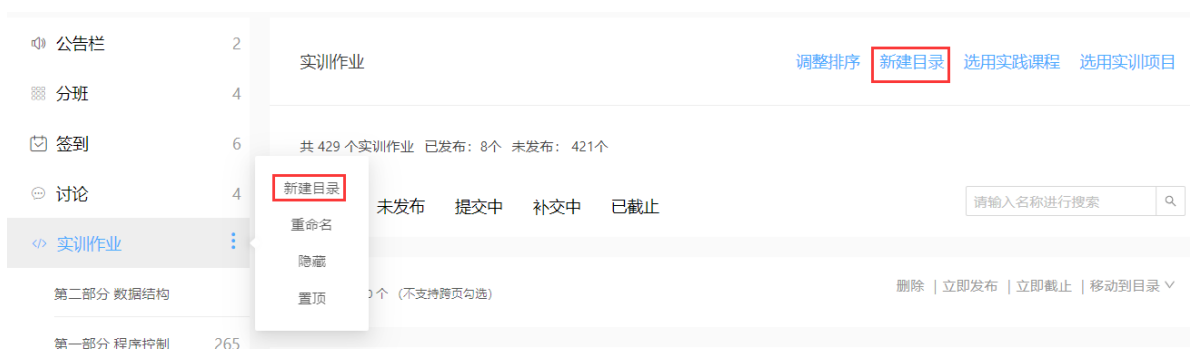 公告栏 2
分班 4
签到 6
讨论 4
</> 实训作业
第二部分 数据结构
第一部分 程序控制 265
新建目录
重命名
隐藏
置顶
实训作业 调整排序 新建目录 选用实践课程 选用实训项目
共 429 个实训作业 已发布：8个 未发布： 421个
未发布 提交中 补交中 已截止 请输入名称进行搜索
个 (不支持跨页勾选) 删除 | 立即发布 | 立即截止 | 移动到目录